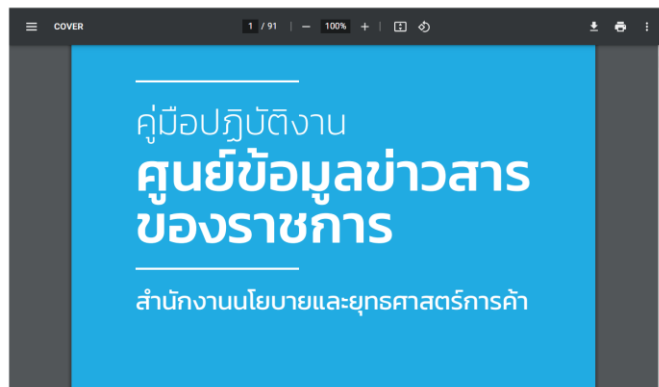 COVER
1 / 91
100%
คู่มือปฏิบัติงาน
ศูนย์ข้อมูลข่าวสาร
ของราชการ
สำนักงานนโยบายและยุทธศาสตร์การค้า